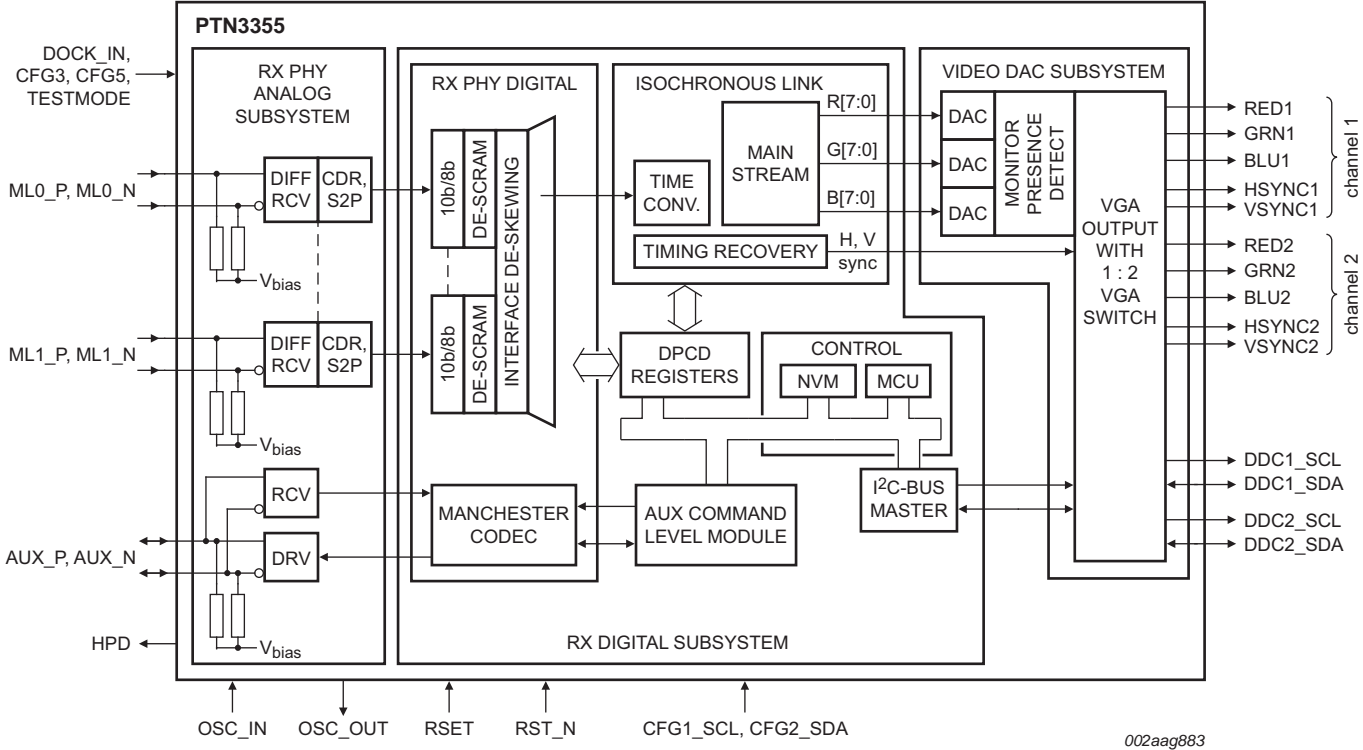 PTN3355
DOCK_IN,
CFG3, CFG5,
TESTMODE
RX PHY
ANALOG
SUBSYSTEM
RX PHY DIGITAL
ISOCHRONOUS LINK
VIDEO DAC SUBSYSTEM
ML0_P, ML0_N
DIFF
RCV
CDR,
S2P
Vbias
10b/8b
DE-SCRAM
INTERFACE DE-SKEWING
TIME
CONV.
MAIN
STREAM
R[7:0]
G[7:0]
B[7:0]
TIMING RECOVERY
H, V
sync
DAC
DAC
DAC
MONITOR
PRESENCE
DETECT
VGA
OUTPUT
WITH
1 : 2
VGA
SWITCH
RED1
GRN1
BLU1
HSYNC1
VSYNC1
channel 1
RED2
GRN2
BLU2
HSYNC2
VSYNC2
channel 2
ML1_P, ML1_N
DIFF
RCV
CDR,
S2P
Vbias
10b/8b
DE-SCRAM
DPCD
REGISTERS
CONTROL
NVM
MCU
AUX_P, AUX_N
RCV
DRV
Vbias
MANCHESTER
CODEC
AUX COMMAND
LEVEL MODULE
I2C-BUS
MASTER
DDC1_SCL
DDC1_SDA
DDC2_SCL
DDC2_SDA
HPD
RX DIGITAL SUBSYSTEM
OSC_IN
OSC_OUT
RSET
RST_N
CFG1_SCL, CFG2_SDA
002aag883